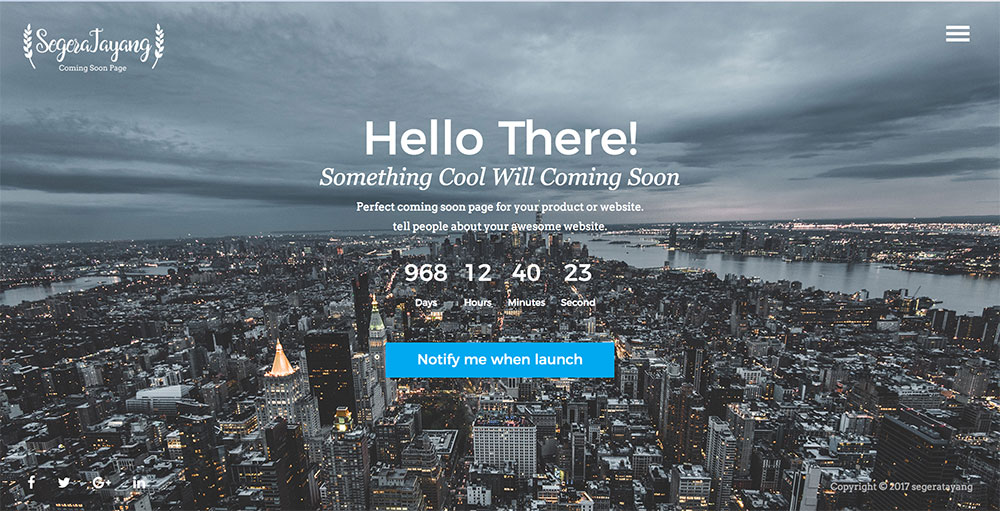 SegeraTayang
Coming Soon Page
Hello There!
Something Cool Will Coming Soon
Perfect coming soon page for your product or website.
tell people about your awesome website.
968 12 40 23
Days Hours Minutes Second
Notify me when launch
f G+ in
Copyright © 2017 segeratayang